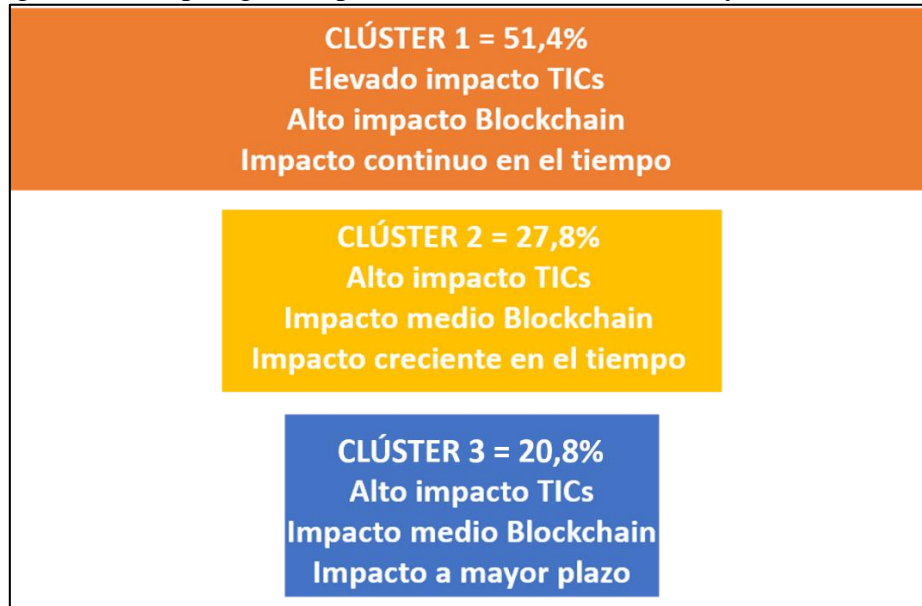 CLÚSTER 1 = 51,4%
Elevado impacto TICs
Alto impacto Blockchain
Impacto continuo en el tiempo
CLÚSTER 2 = 27,8%
Alto impacto TICs
Impacto medio Blockchain
Impacto creciente en el tiempo
CLÚSTER 3 = 20,8%
Alto impacto TICs
Impacto medio Blockchain
Impacto a mayor plazo